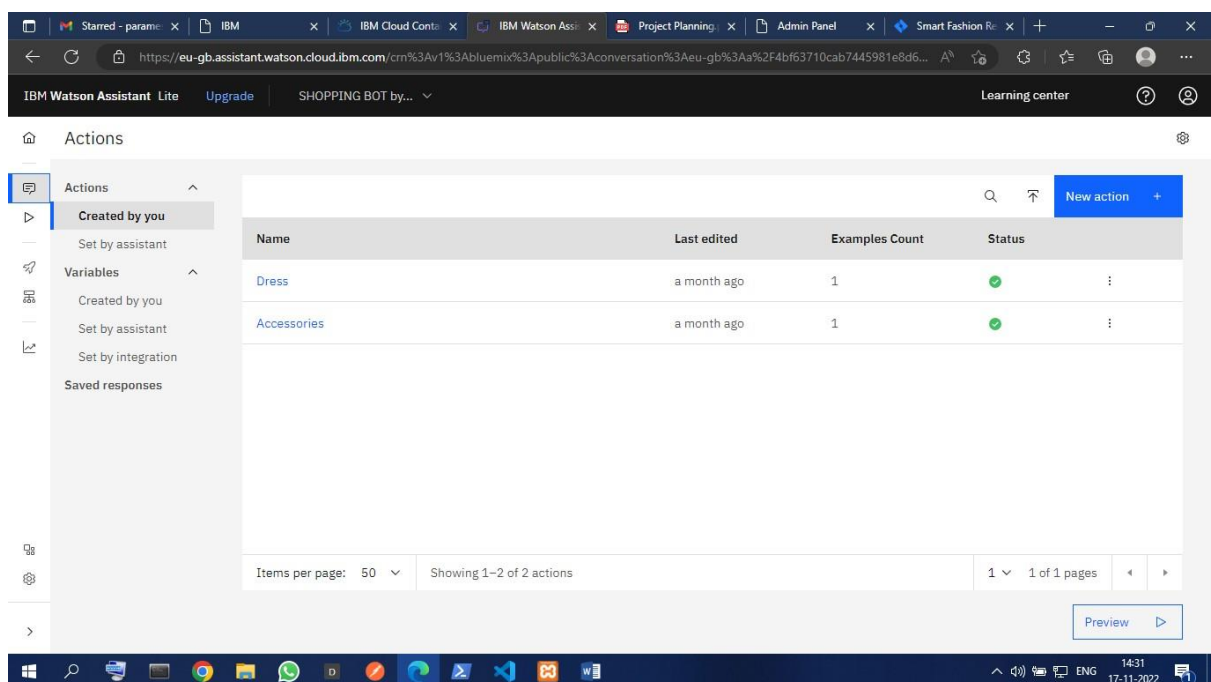 Starred - parame IBM IBM Cloud Conta IBM Watson Assi Project Planning. Admin Panel Smart Fashion Re
https://eu-gb.assistant.watson.cloud.ibm.com/crn%3Av1%3Abluemix%3Apublic%3Aconversation%3Aeu-gb%3Aa%2F4bf63710cab7445981e8d6...
IBM Watson Assistant Lite Upgrade SHOPPING BOT by... Learning center
Actions
Actions
New action +
Created by you
Set by assistant
Name Last edited Examples Count Status
Variables
Dress a month ago 1
Created by you
Set by assistant
Accessories a month ago 1
Set by integration
Saved responses
Items per page: 50 Showing 1–2 of 2 actions 1 1 of 1 pages
Preview
ENG 14:31
17-11-2022